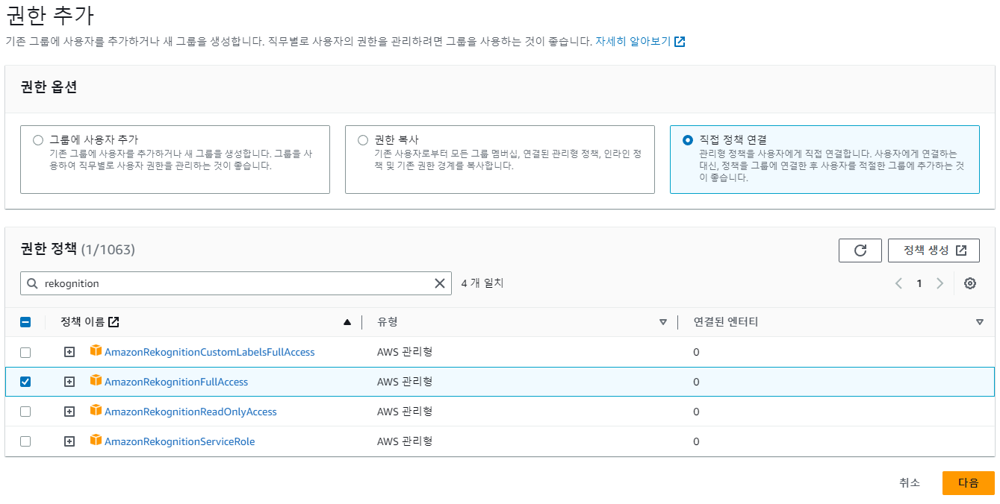 권한 추가
기존 그룹에 사용자를 추가하거나 새 그룹을 생성합니다. 직무별로 사용자의 권한을 관리하려면 그룹을 사용하는 것이 좋습니다. 자세히 알아보기
권한 옵션
그룹에 사용자 추가
기존 그룹에 사용자를 추가하거나 새 그룹을 생성합니다. 그룹을 사
용하여 직무별로 사용자 권한을 관리하는 것이 좋습니다.
권한 복사
기존 사용자로부터 모든 그룹 멤버십, 연결된 관리형 정책, 인라인 정
책 및 기존 권한 경계를 복사합니다.
직접 정책 연결
관리형 정책을 사용자에게 직접 연결합니다. 사용자에게 연결하는
대신, 정책을 그룹에 연결한 후 사용자를 적절한 그룹에 추가하는 것
이 좋습니다.
권한 정책 (1/1063)
정책 생성
rekognition
4 개 일치
1
정책 이름 유형 연결된 엔터티
AmazonRekognitionCustomLabelsFullAccess AWS 관리형 0
AmazonRekognitionFullAccess AWS 관리형 0
AmazonRekognitionReadOnlyAccess AWS 관리형 0
AmazonRekognitionServiceRole AWS 관리형 0
취소 다음